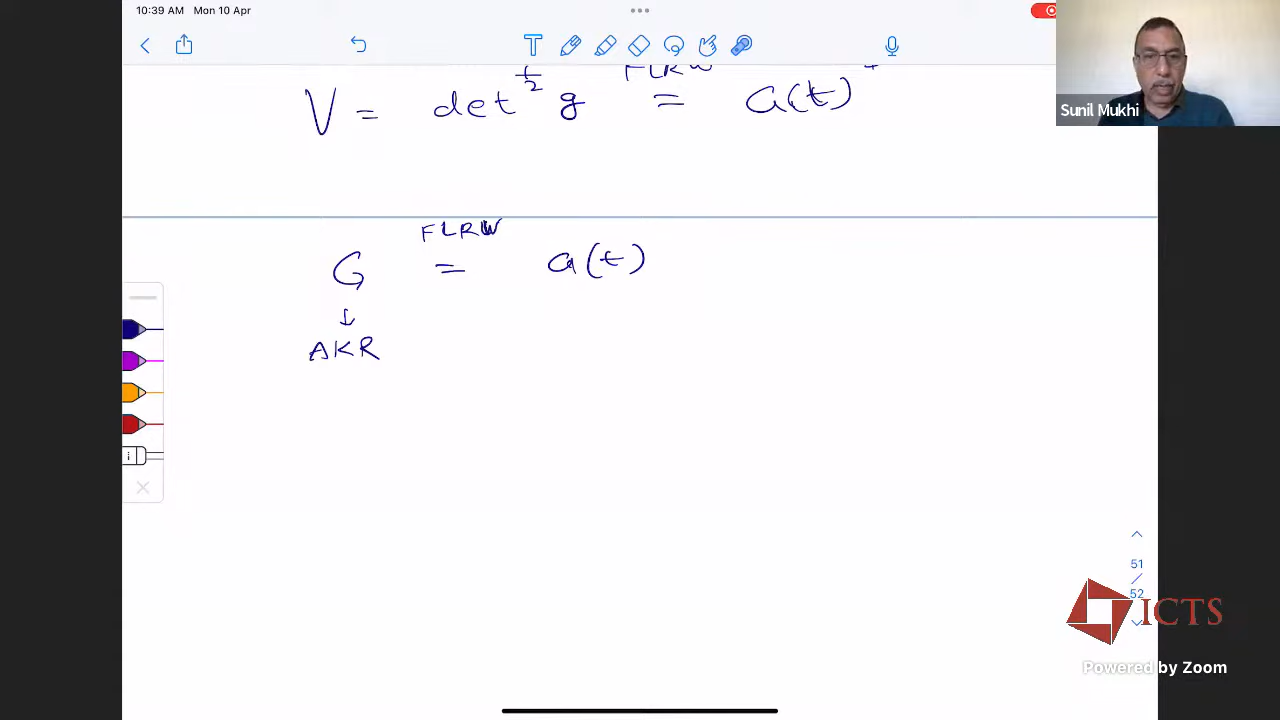 10:39 AM Mon 10 Apr
FLRW
V = det^{1/2} g = a(t)
Sunil Mukhi
FLRW
G = a(t)
↓
AKR
51
/
52
ICTS
Powered by Zoom